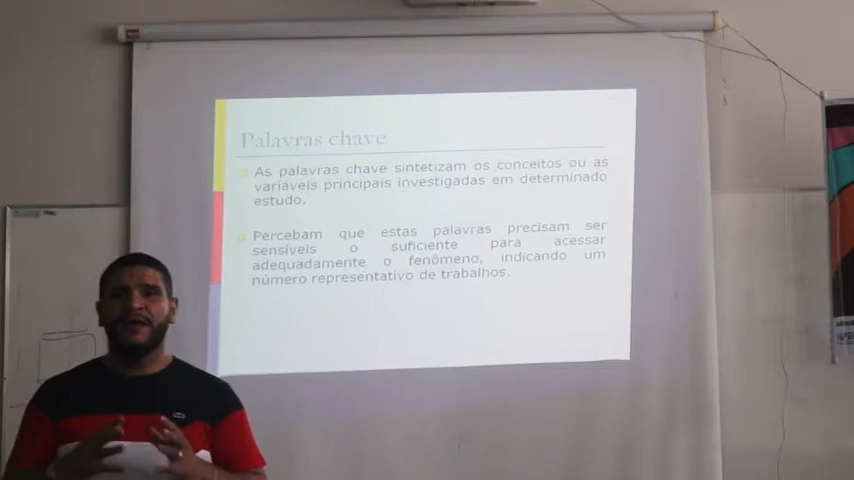 Palavras chave
As palavras chave sintetizam os conceitos ou as
variáveis principais investigadas em determinado
estudo.
Percebam que estas palavras precisam ser
sensíveis o suficiente para acessar
adequadamente o fenômeno, indicando um
número representativo de trabalhos.